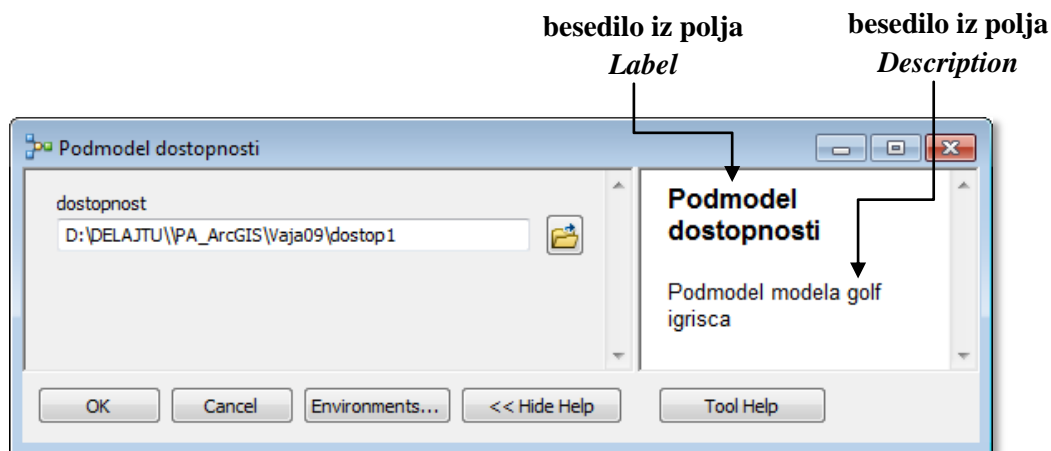 besedilo iz polja
Label
besedilo iz polja
Description
Podmodel dostopnosti
dostopnost
D:\DELAJTU\\PA_ArcGIS\Vaja09\dostop1
Podmodel
dostopnosti
Podmodel modela golf
igrisca
OK
Cancel
Environments...
<< Hide Help
Tool Help